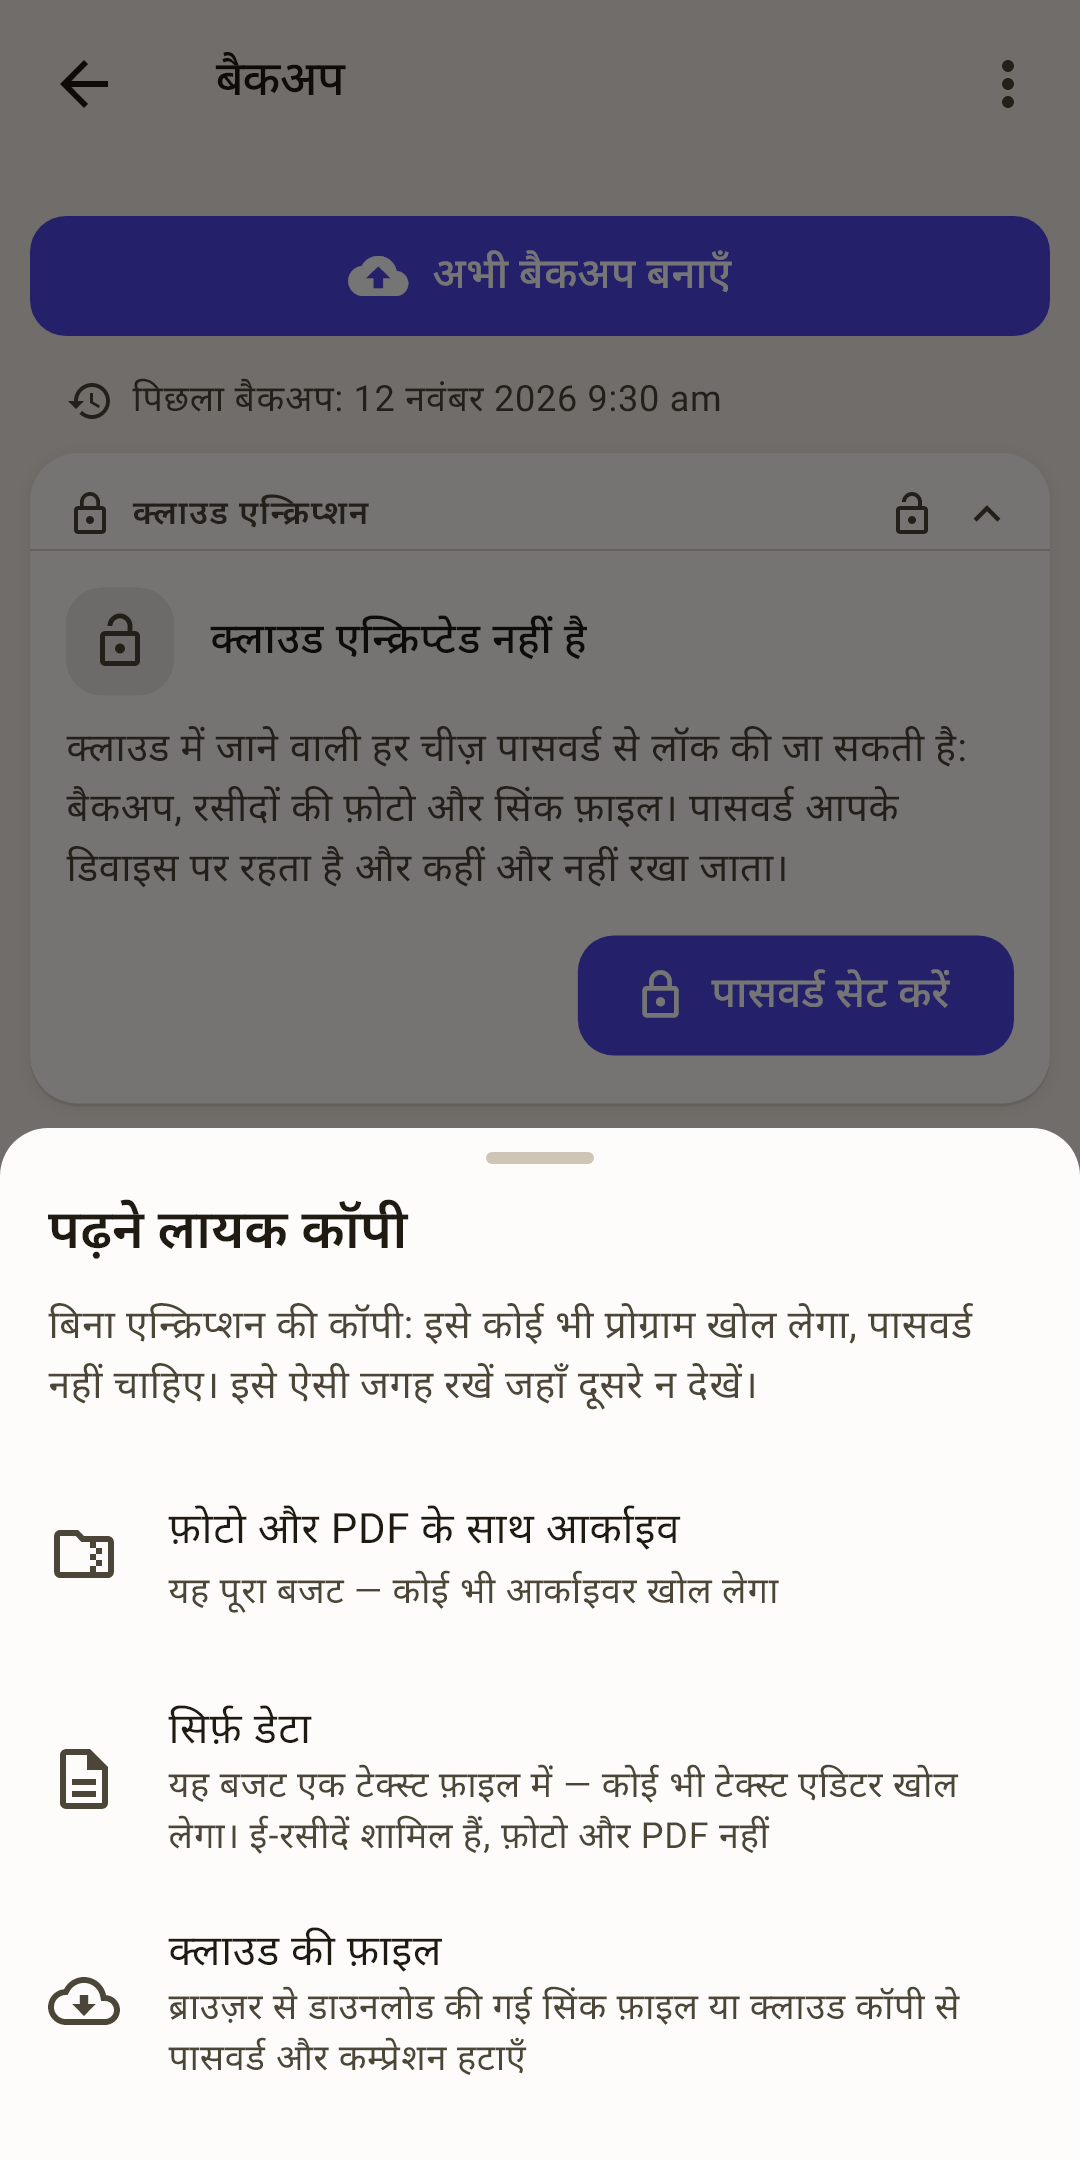 बैकअप
अभी बैकअप बनाएँ
पिछला बैकअप: 12 नवंबर 2026 9:30 am
क्लाउड एन्क्रिप्शन
क्लाउड एन्क्रिप्टेड नहीं है
क्लाउड में जाने वाली हर चीज़ पासवर्ड से लॉक की जा सकती है:
बैकअप, रसीदों की फ़ोटो और सिंक फ़ाइल। पासवर्ड आपके
डिवाइस पर रहता है और कहीं और नहीं रखा जाता।
पासवर्ड सेट करें
पढ़ने लायक कॉपी
बिना एन्क्रिप्शन की कॉपी: इसे कोई भी प्रोग्राम खोल लेगा, पासवर्ड
नहीं चाहिए। इसे ऐसी जगह रखें जहाँ दूसरे न देखें।
फ़ोटो और PDF के साथ आर्काइव
यह पूरा बजट — कोई भी आर्काइवर खोल लेगा
सिर्फ़ डेटा
यह बजट एक टेक्स्ट फ़ाइल में — कोई भी टेक्स्ट एडिटर खोल
लेगा। ई-रसीदें शामिल हैं, फ़ोटो और PDF नहीं
क्लाउड की फ़ाइल
ब्राउज़र से डाउनलोड की गई सिंक फ़ाइल या क्लाउड कॉपी से
पासवर्ड और कम्प्रेशन हटाएँ